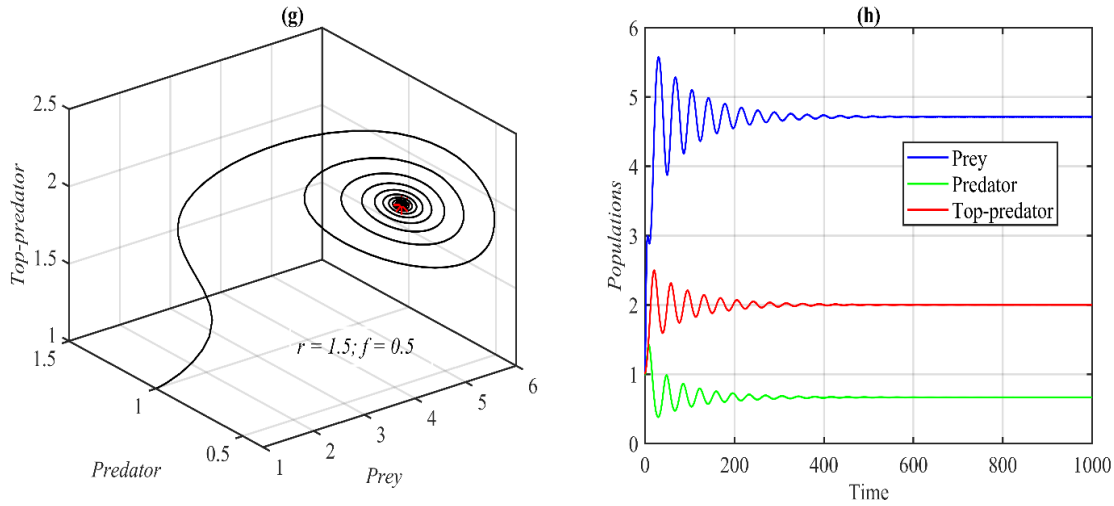 (g)
2.5
2
1.5
1
1.5
1
0.5
1
2
3
4
5
6
Top-predator
Predator
Prey
r = 1.5; f = 0.5
(h)
6
5
4
3
2
1
0
0
200
400
600
800
1000
Populations
Time
Prey
Predator
Top-predator